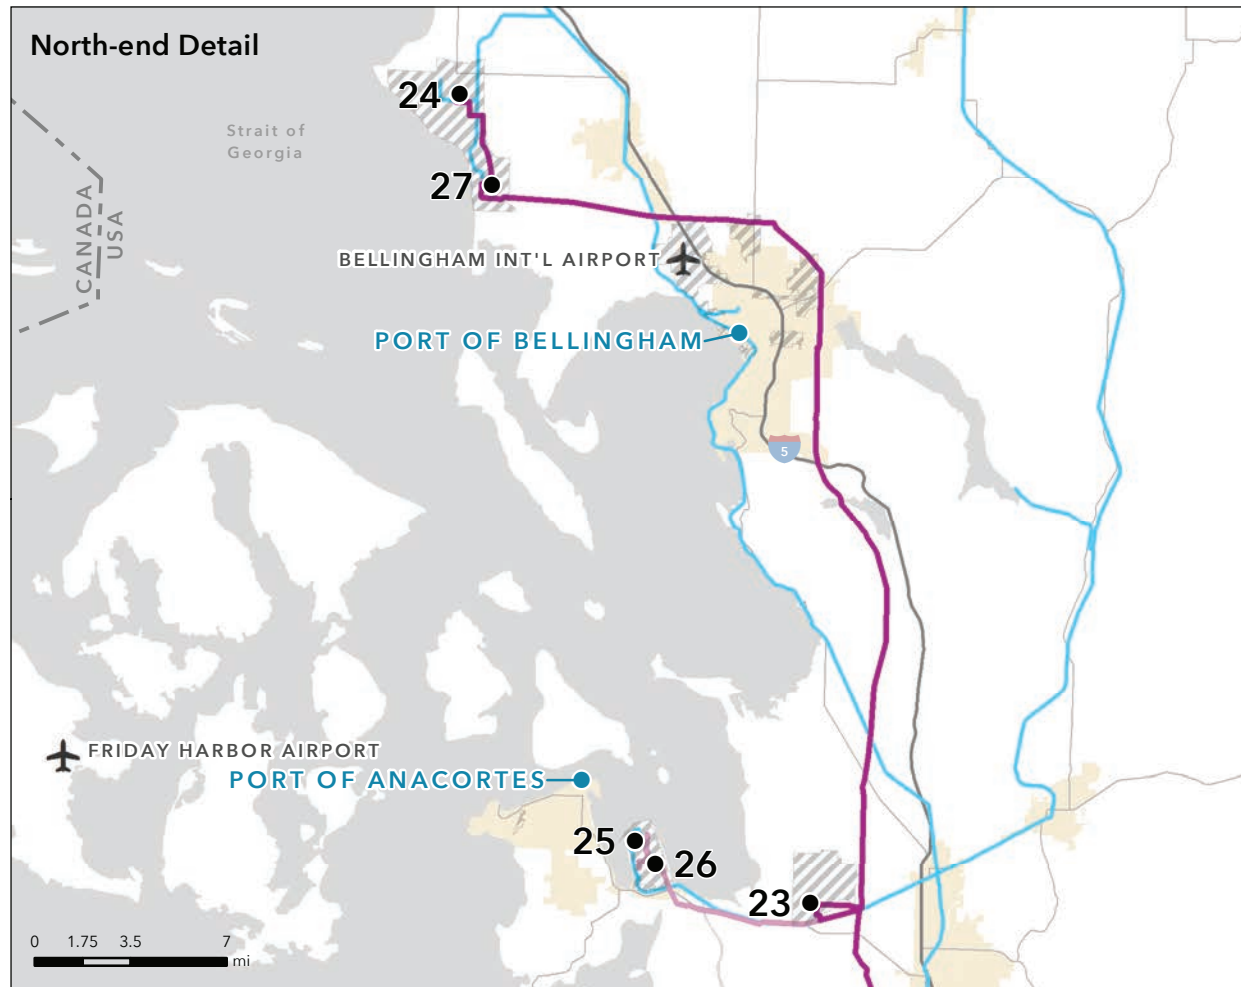 North-end Detail
24
Strait of
Georgia
27
CANADA
USA
BELLINGHAM INT'L AIRPORT
PORT OF BELLINGHAM
5
FRIDAY HARBOR AIRPORT
PORT OF ANACORTES
25
26
23
0 1.75 3.5 7
mi